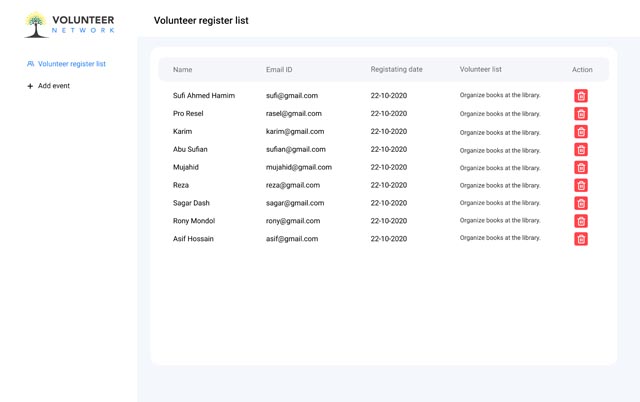 VOLUNTEER
NETWORK
Volunteer register list
Volunteer register list
Add event
Name Email ID Registating date Volunteer list Action
Sufi Ahmed Hamim sufi@gmail.com 22-10-2020 Organize books at the library.
Pro Resel rasel@gmail.com 22-10-2020 Organize books at the library.
Karim karim@gmail.com 22-10-2020 Organize books at the library.
Abu Sufian sufian@gmail.com 22-10-2020 Organize books at the library.
Mujahid mujahid@gmail.com 22-10-2020 Organize books at the library.
Reza reza@gmail.com 22-10-2020 Organize books at the library.
Sagar Dash sagar@gmail.com 22-10-2020 Organize books at the library.
Rony Mondol rony@gmail.com 22-10-2020 Organize books at the library.
Asif Hossain asif@gmail.com 22-10-2020 Organize books at the library.